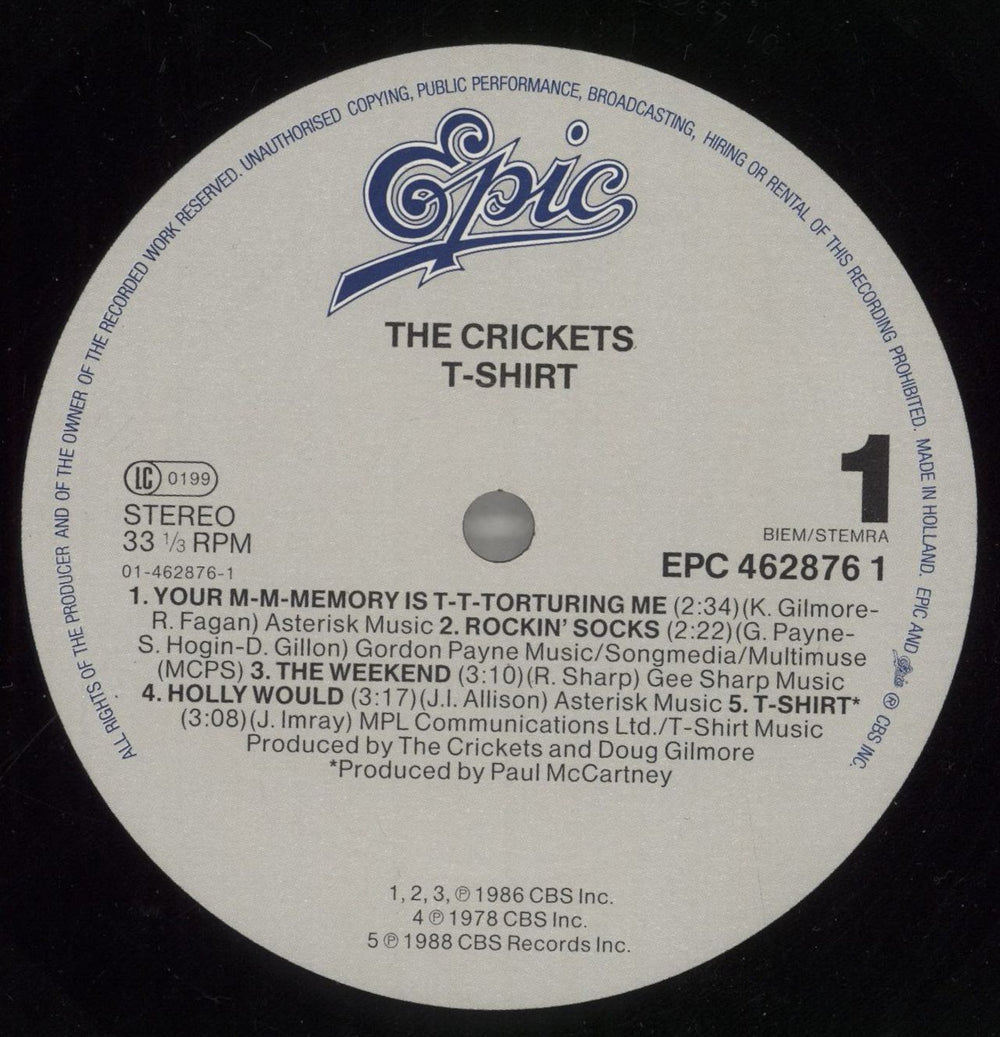 ALL RIGHTS OF THE PRODUCER AND OF THE OWNER OF THE RECORDED WORK RESERVED. UNAUTHORISED COPYING, PUBLIC PERFORMANCE, BROADCASTING, HIRING OR RENTAL OF THIS RECORDING PROHIBITED. MADE IN HOLLAND. EPIC AND Epic ® CBS INC.
Epic
THE CRICKETS
T-SHIRT
1
LC 0199
STEREO
33 1/3 RPM
01-462876-1
BIEM/STEMRA
EPC 462876 1
1. YOUR M-M-MEMORY IS T-T-TORTURING ME (2:34)(K. Gilmore-
R. Fagan) Asterisk Music 2. ROCKIN' SOCKS (2:22)(G. Payne-
S. Hogin-D. Gillon) Gordon Payne Music/Songmedia/Multimuse
(MCPS) 3. THE WEEKEND (3:10)(R. Sharp) Gee Sharp Music
4. HOLLY WOULD (3:17)(J.I. Allison) Asterisk Music 5. T-SHIRT*
(3:08)(J. Imray) MPL Communications Ltd./T-Shirt Music
Produced by The Crickets and Doug Gilmore
*Produced by Paul McCartney
1, 2, 3, ℗ 1986 CBS Inc.
4 ℗ 1978 CBS Inc.
5 ℗ 1988 CBS Records Inc.